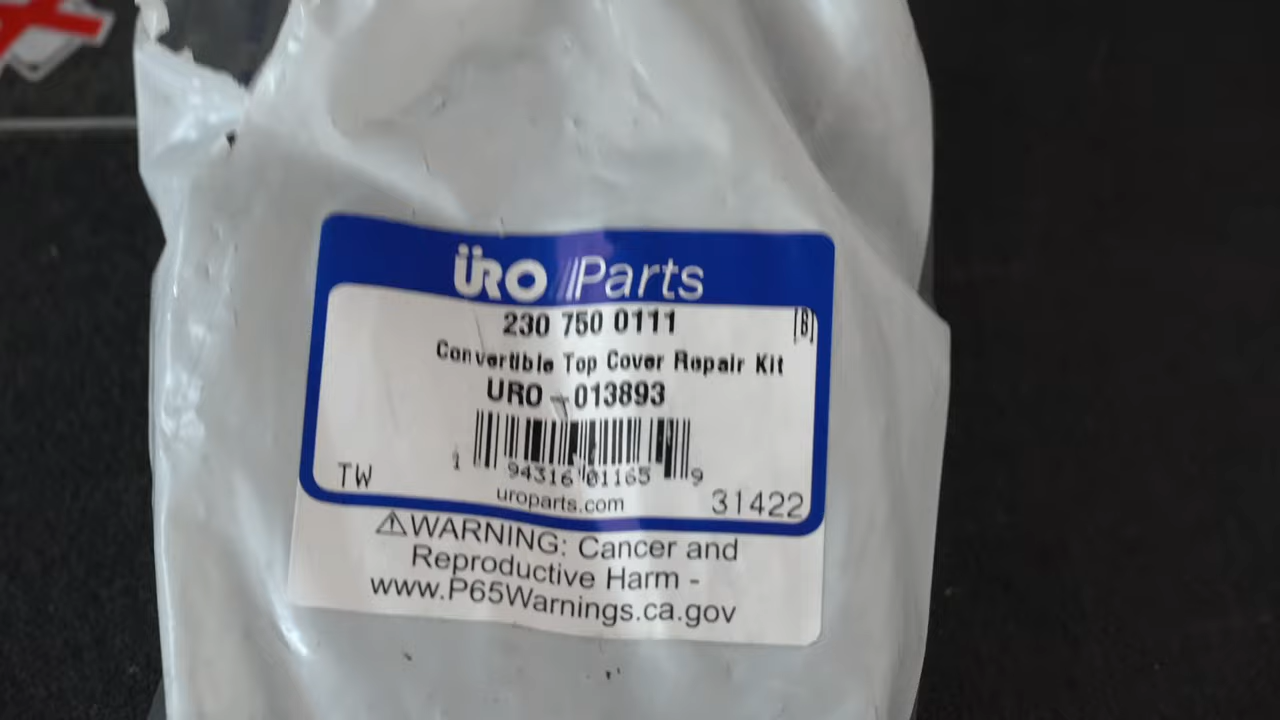 ÜRO //Parts
230 750 0111 [B]
Convertible Top Cover Repair Kit
URO - 013893
1 94316 01165 9
TW
uroparts.com
31422
⚠WARNING: Cancer and
Reproductive Harm -
www.P65Warnings.ca.gov